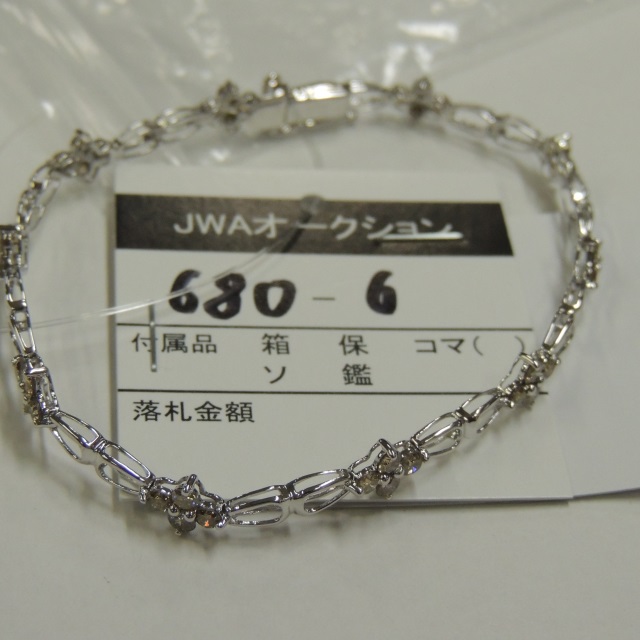 JWAオークション
680-6
付属品 箱 保 コマ( )
ソ 鑑
落札金額